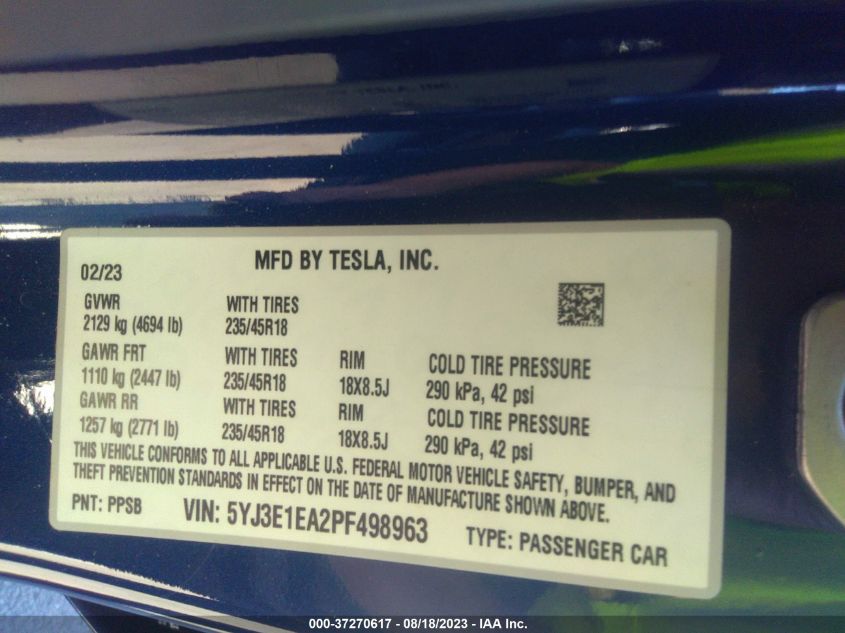 MFD BY TESLA, INC.
02/23
GVWR WITH TIRES
2129 kg (4694 lb) 235/45R18
GAWR FRT WITH TIRES RIM COLD TIRE PRESSURE
1110 kg (2447 lb) 235/45R18 18X8.5J 290 kPa, 42 psi
GAWR RR WITH TIRES RIM COLD TIRE PRESSURE
1257 kg (2771 lb) 235/45R18 18X8.5J 290 kPa, 42 psi
THIS VEHICLE CONFORMS TO ALL APPLICABLE U.S. FEDERAL MOTOR VEHICLE SAFETY, BUMPER, AND
THEFT PREVENTION STANDARDS IN EFFECT ON THE DATE OF MANUFACTURE SHOWN ABOVE.
PNT: PPSB VIN: 5YJ3E1EA2PF498963 TYPE: PASSENGER CAR
000-37270617 - 08/18/2023 - IAA Inc.